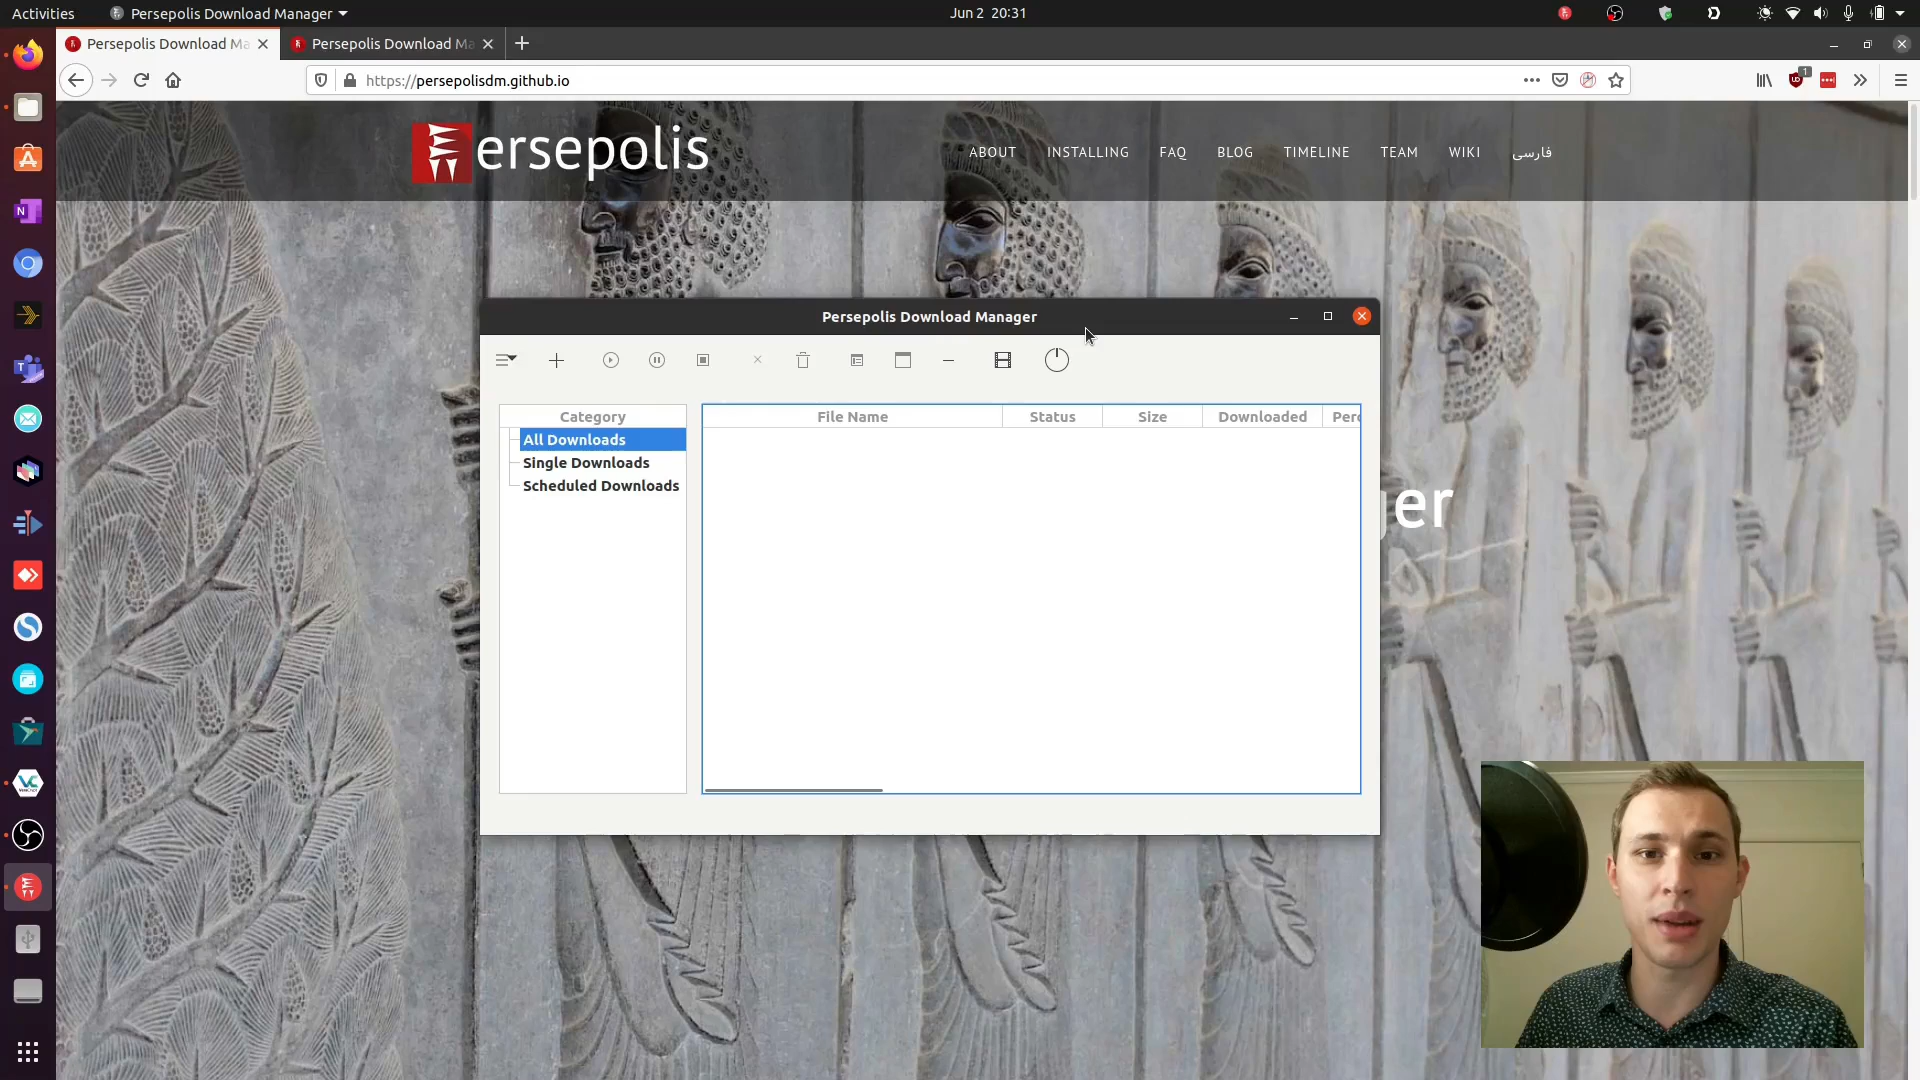 Activities
Persepolis Download Manager
Jun 2 20:31
Persepolis Download Ma
Persepolis Download Ma
https://persepolisdm.github.io
1
ersepolis
ABOUT
INSTALLING
FAQ
BLOG
TIMELINE
TEAM
WIKI
فارسی
Persepolis Download Manager
Category
All Downloads
Single Downloads
Scheduled Downloads
File Name
Status
Size
Downloaded
Perc
ger